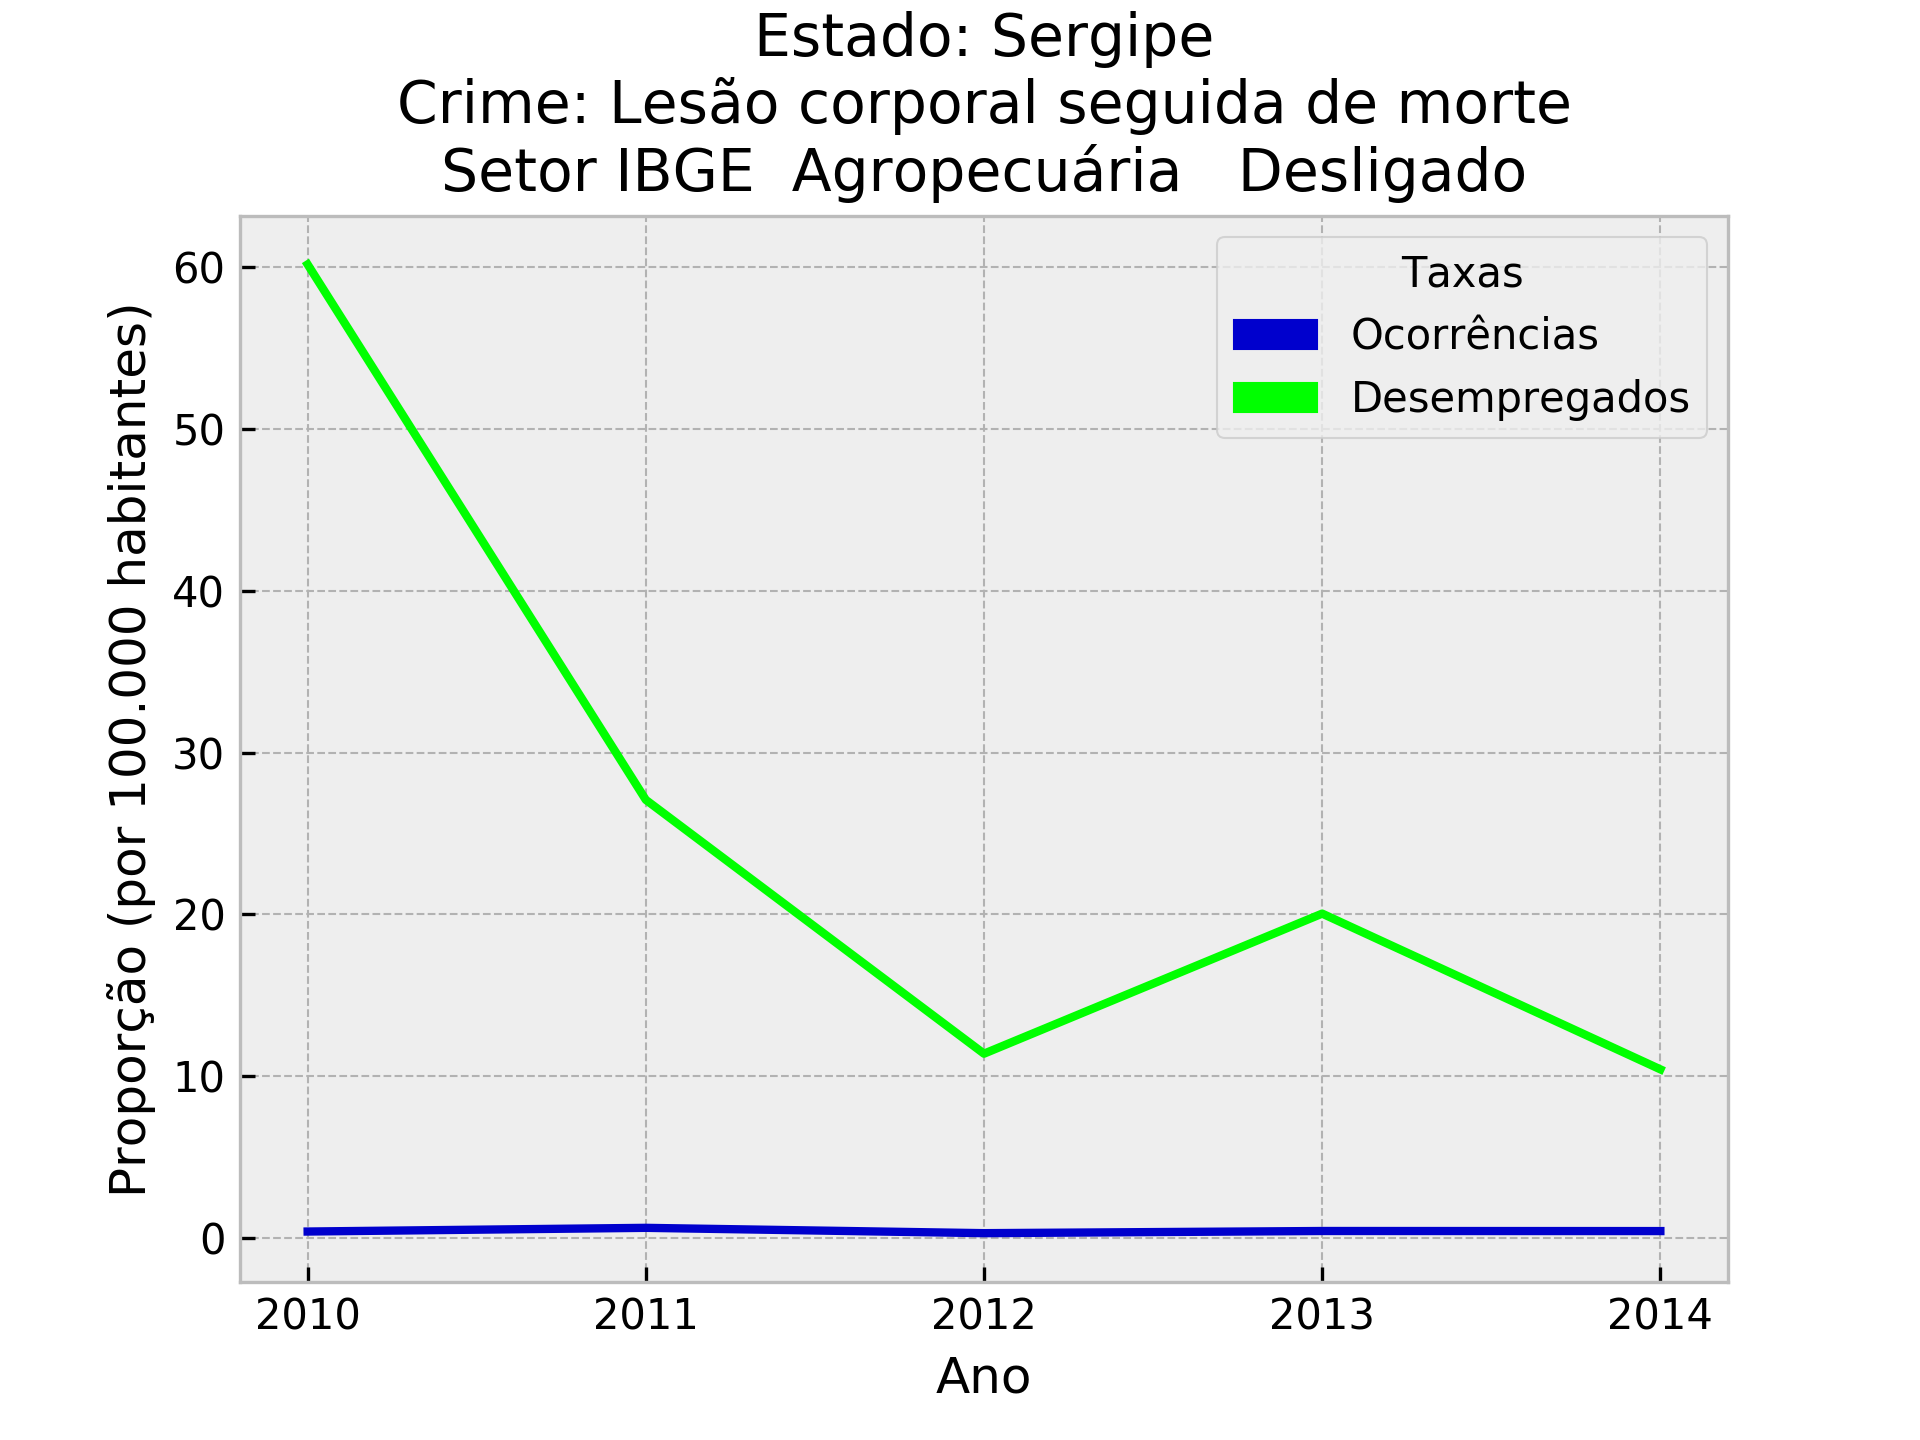 Estado: Sergipe
Crime: Lesão corporal seguida de morte
Setor IBGE  Agropecuária   Desligado
Proporção (por 100.000 habitantes)
60
50
40
30
20
10
0
Taxas
Ocorrências
Desempregados
2010
2011
2012
2013
2014
Ano